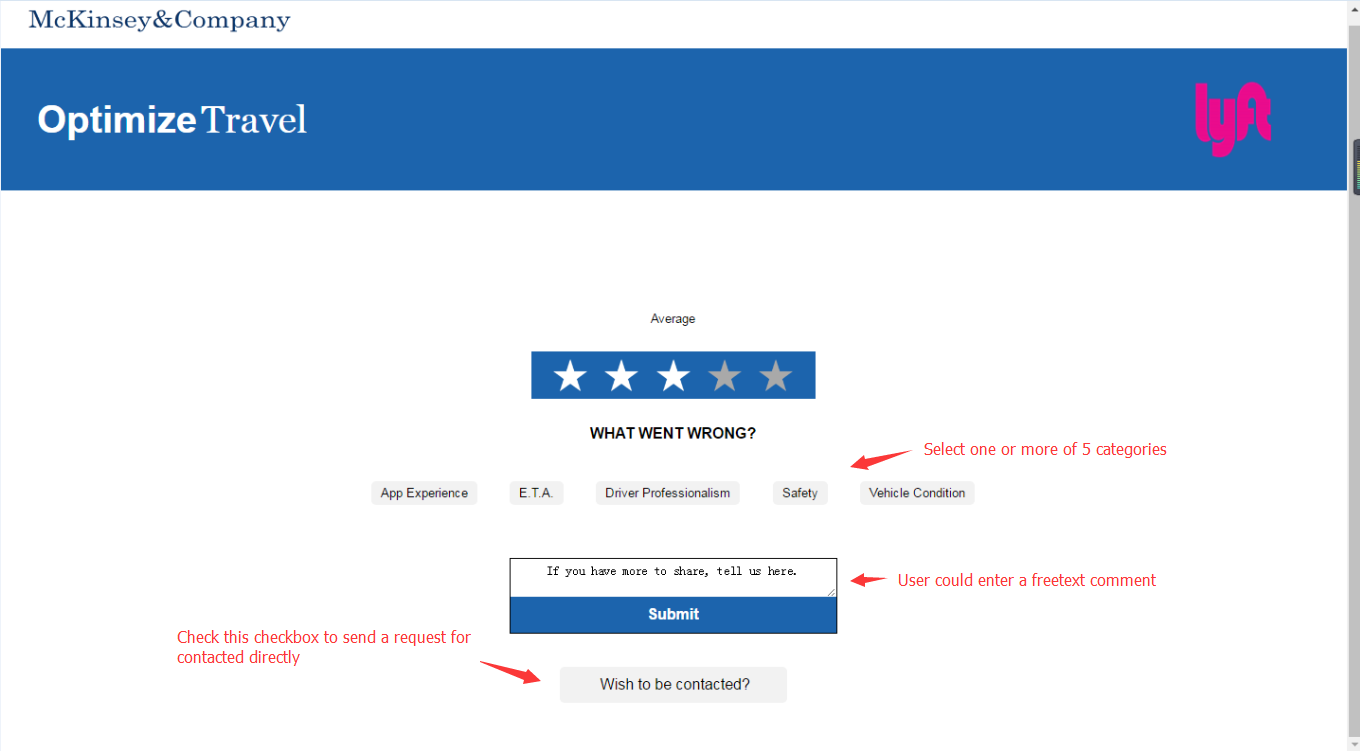 McKinsey&Company
Optimize Travel
lyft
Average
WHAT WENT WRONG?
Select one or more of 5 categories
App Experience E.T.A. Driver Professionalism Safety Vehicle Condition
If you have more to share, tell us here.
User could enter a freetext comment
Submit
Check this checkbox to send a request for
contacted directly
Wish to be contacted?